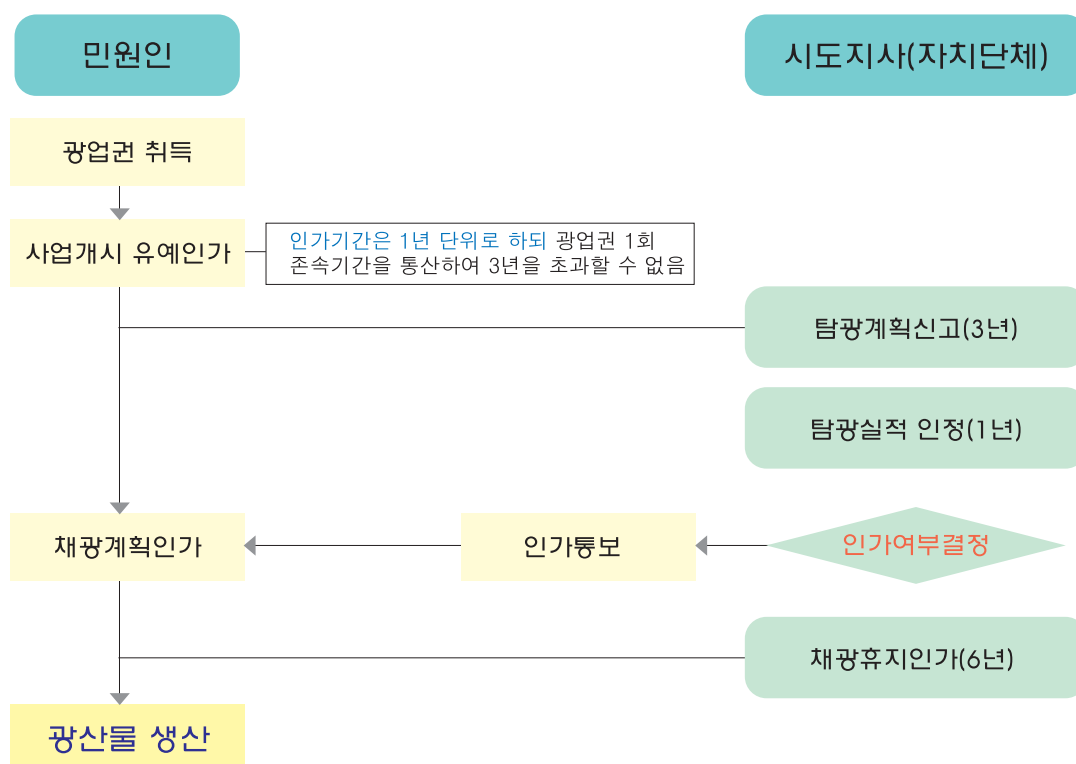 민원인
시도지사(자치단체)
광업권 취득
사업개시 유예인가
인가기간은 1년 단위로 하되 광업권 1회
존속기간을 통산하여 3년을 초과할 수 없음
탐광계획신고(3년)
탐광실적 인정(1년)
채광계획인가
인가통보
인가여부결정
채광휴지인가(6년)
광산물 생산